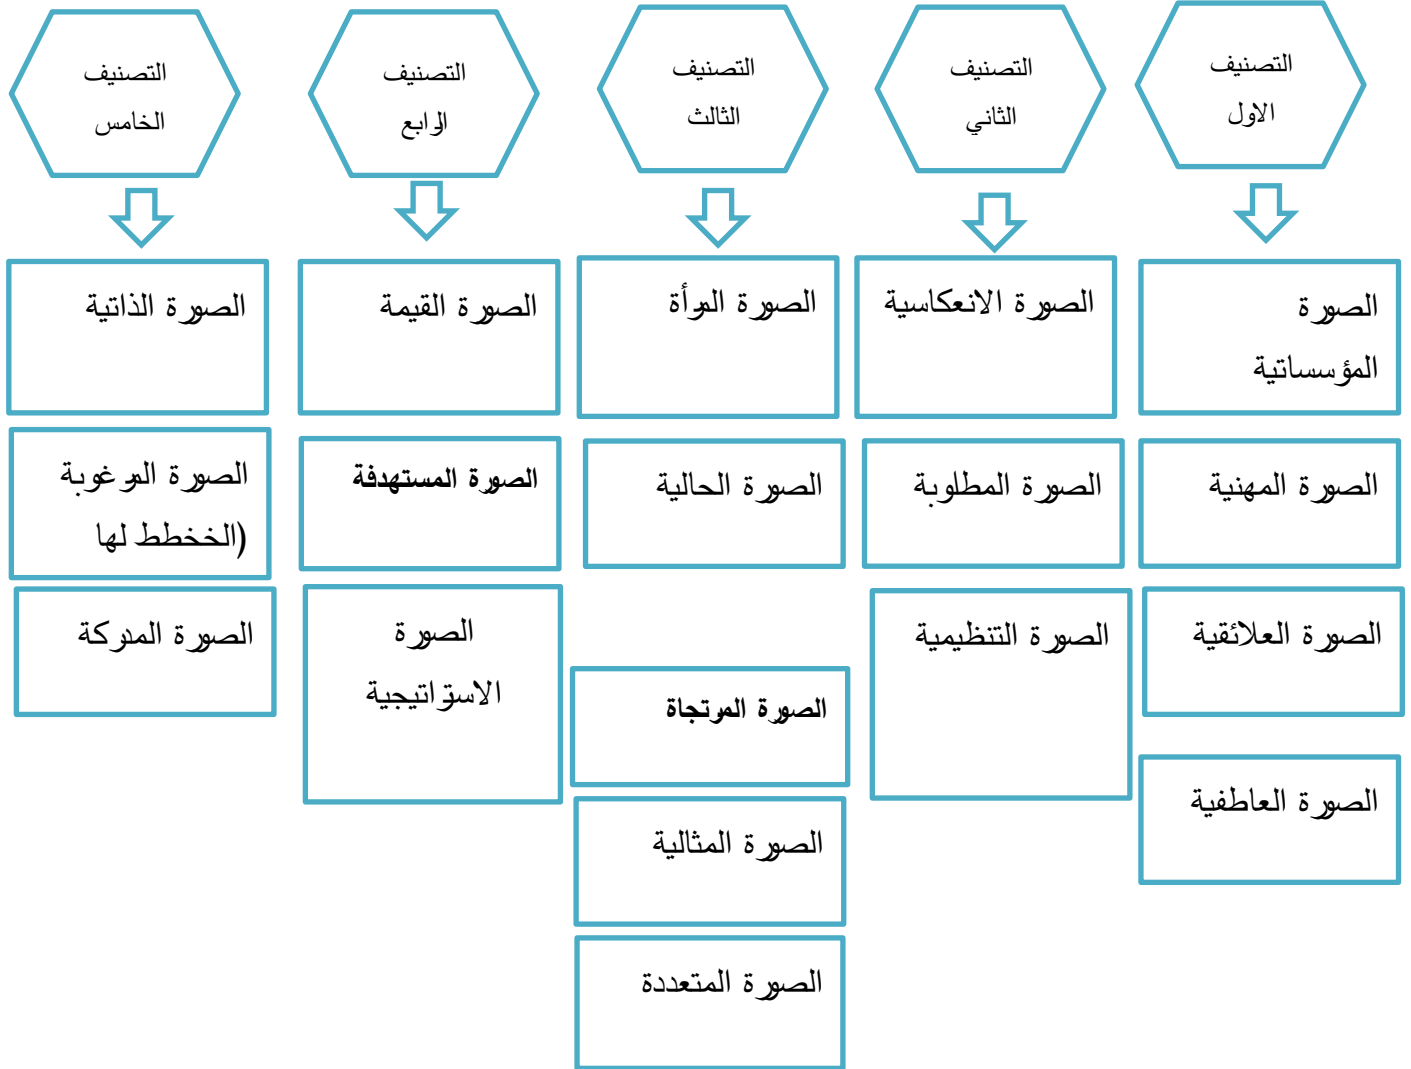 التصنيف
الاول
التصنيف
الثاني
التصنيف
الثالث
التصنيف
الرابع
التصنيف
الخامس
الصورة
المؤسساتية
الصورة المهنية
الصورة العلائقية
الصورة العاطفية
الصورة الانعكاسية
الصورة المطلوبة
الصورة التنظيمية
الصورة المرأة
الصورة الحالية
الصورة المرتجاة
الصورة المثالية
الصورة المتعددة
الصورة القيمة
الصورة المستهدفة
الصورة
الاستراتيجية
الصورة الذاتية
الصورة المرغوبة
(الخخطط لها
الصورة المدركة